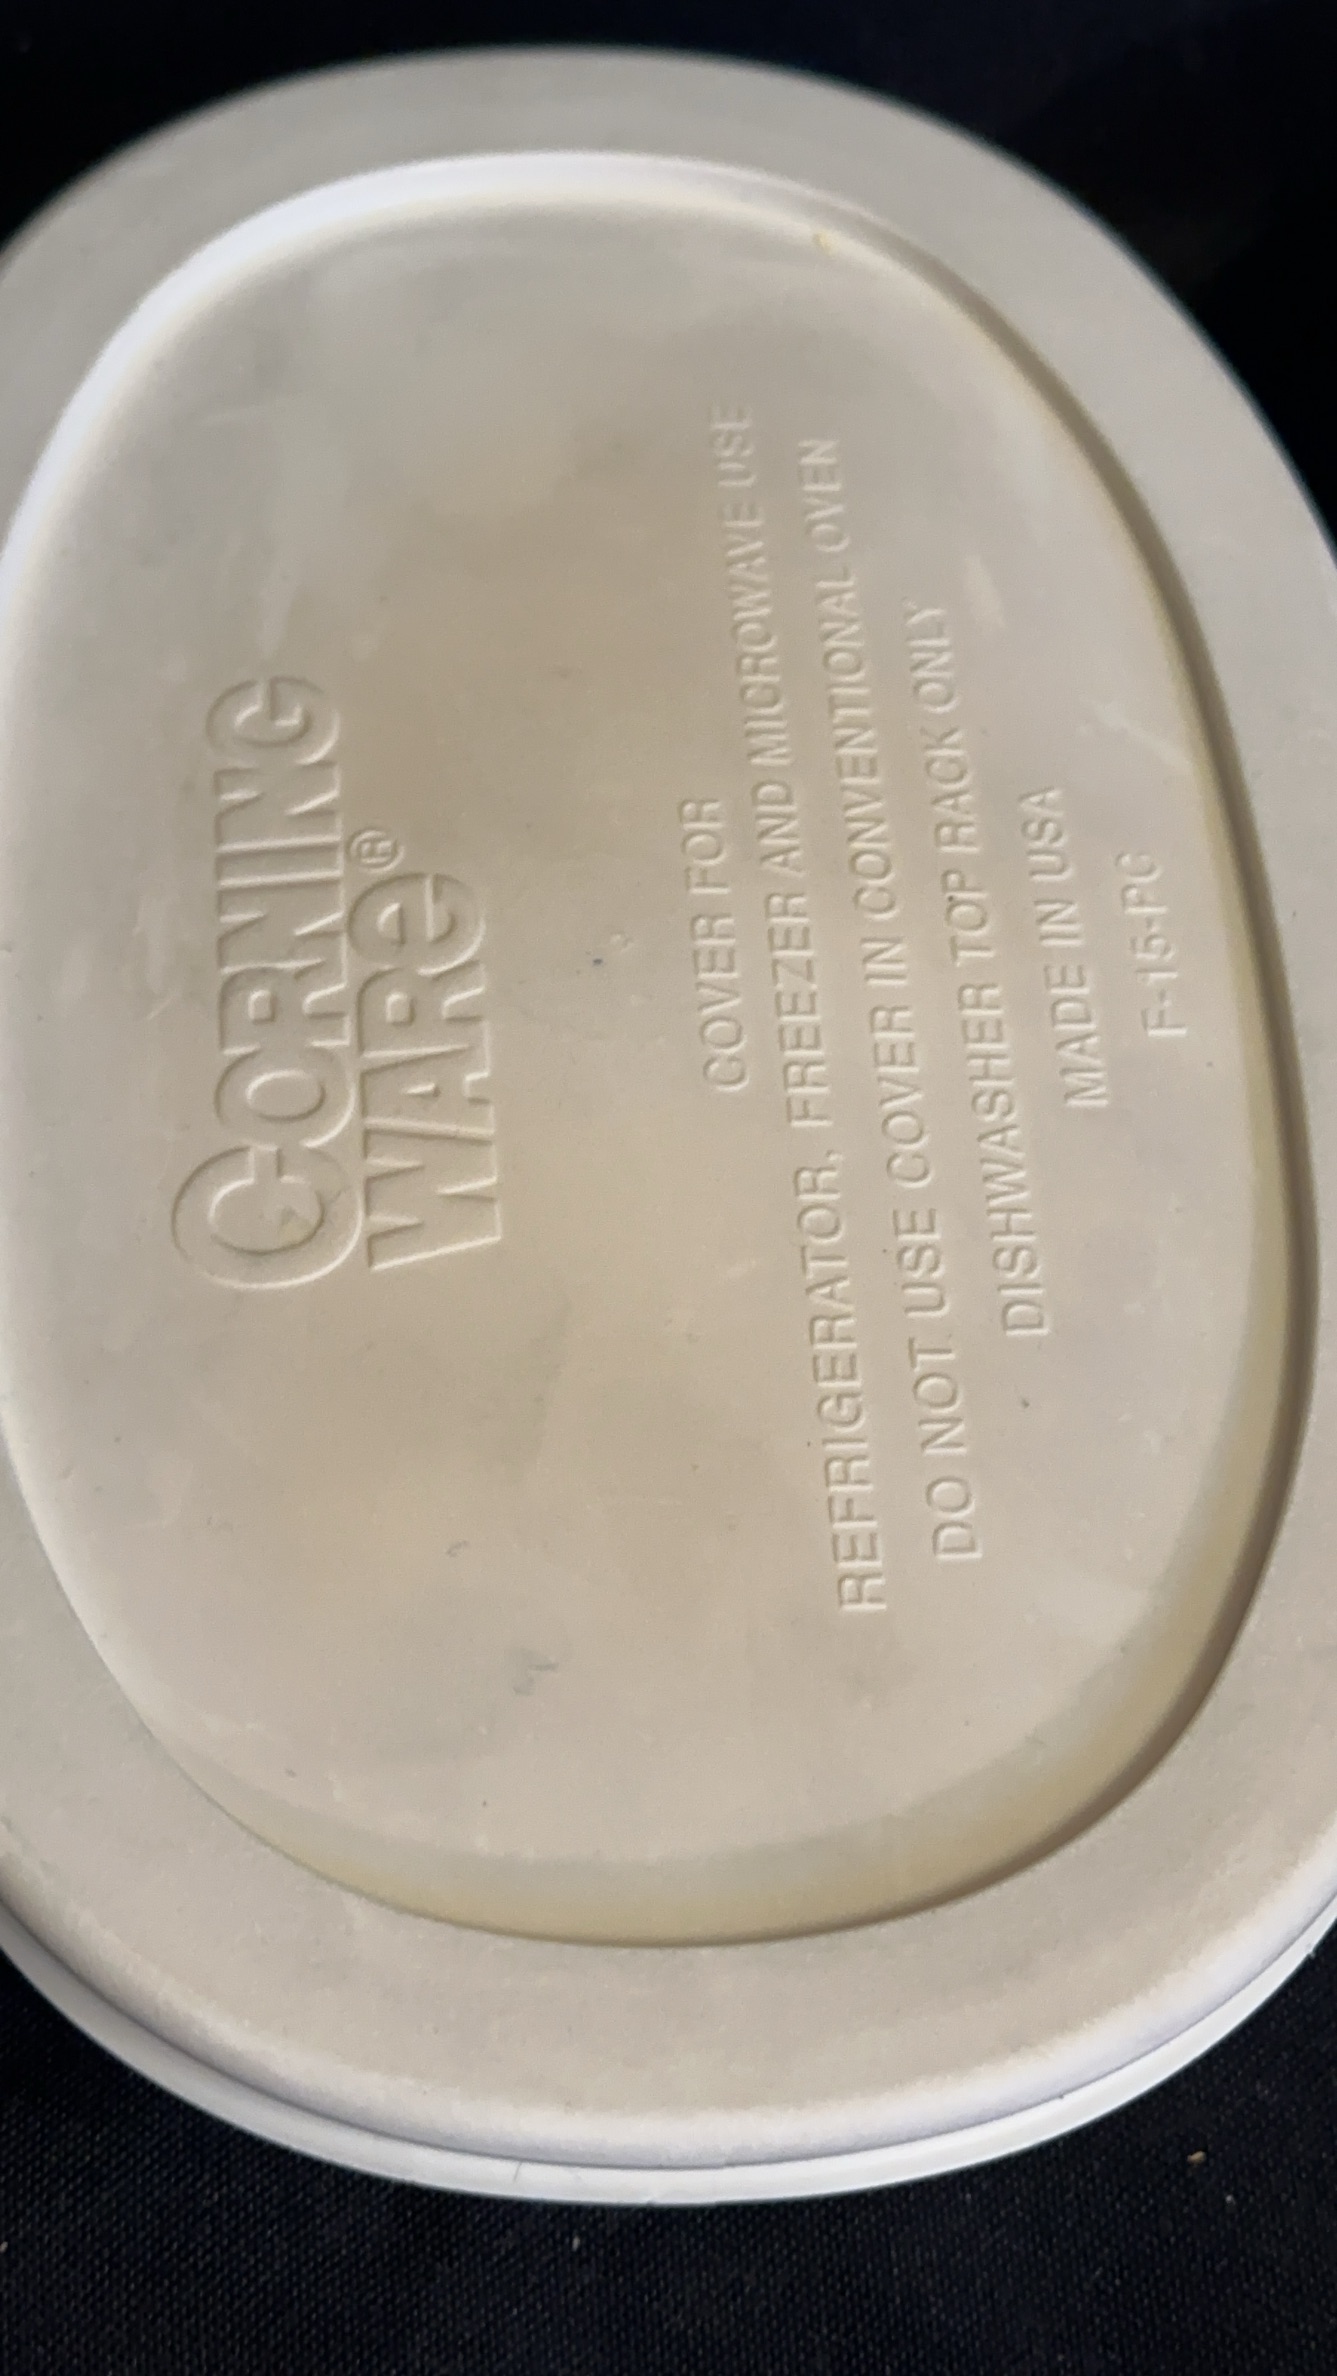 CORNING
WARe®
COVER FOR
REFRIGERATOR, FREEZER AND MICROWAVE USE
DO NOT USE COVER IN CONVENTIONAL OVEN
DISHWASHER TOP RACK ONLY
MADE IN USA
F-15-PC